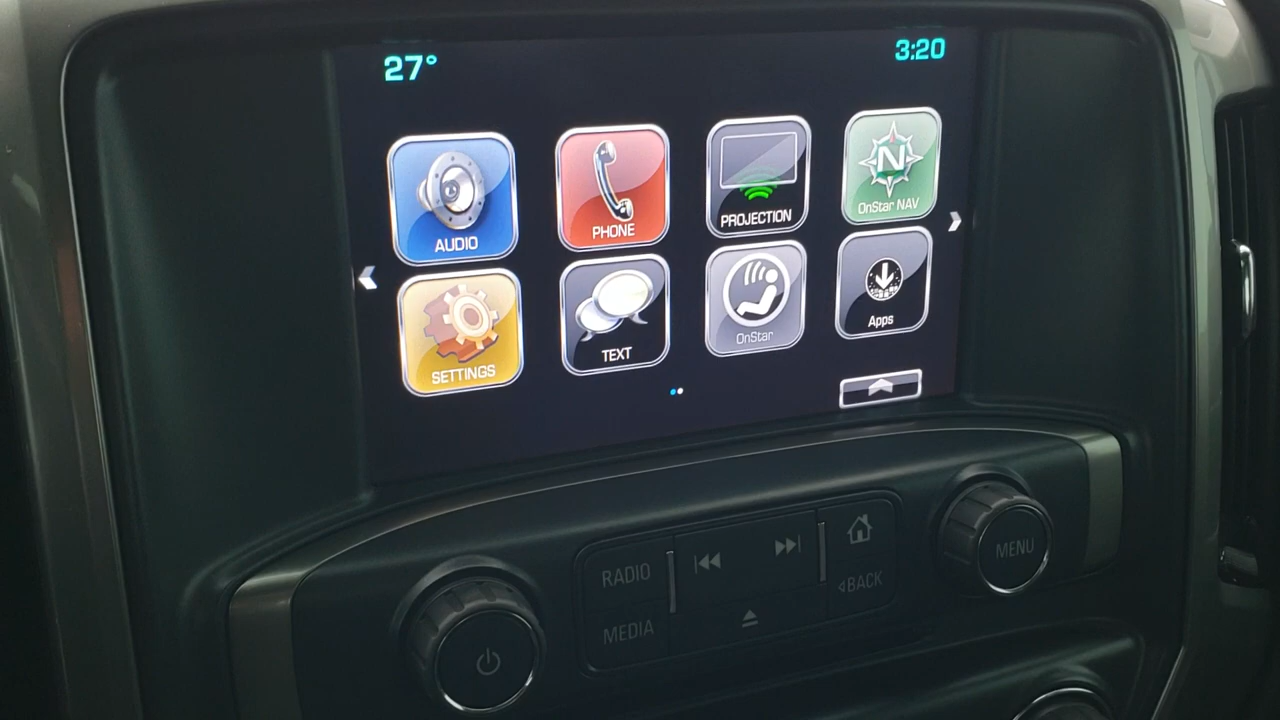 27°
3:20
AUDIO
PHONE
PROJECTION
N
OnStar NAV
SETTINGS
TEXT
OnStar
Apps
RADIO
MEDIA
BACK
MENU